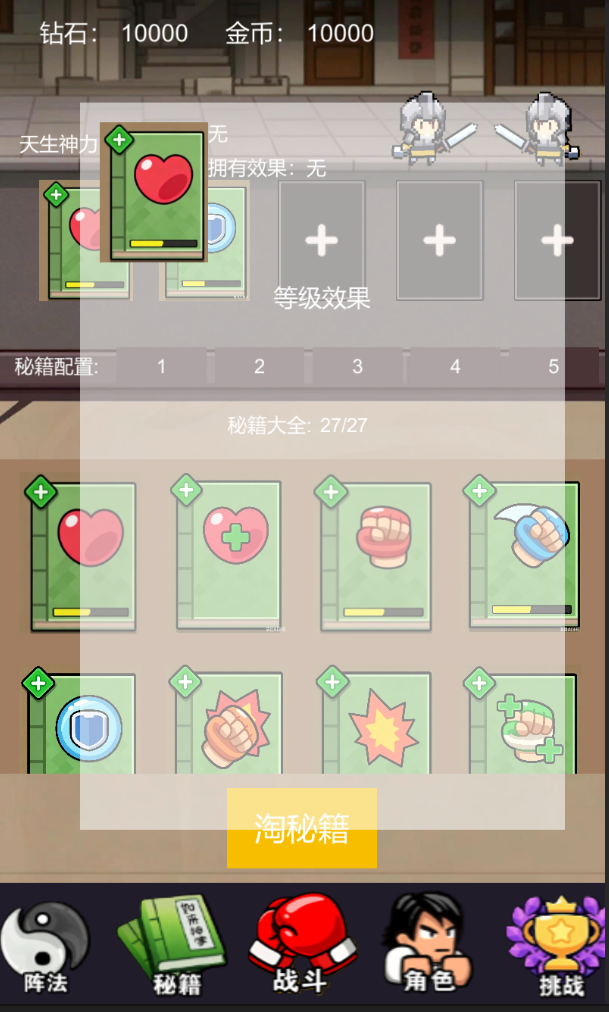 钻石： 10000 金币： 10000
天生神力
无
拥有效果：无
等级效果
秘籍配置: 1 2 3 4 5
秘籍大全: 27/27
淘秘籍
阵法 秘籍 战斗 角色 挑战